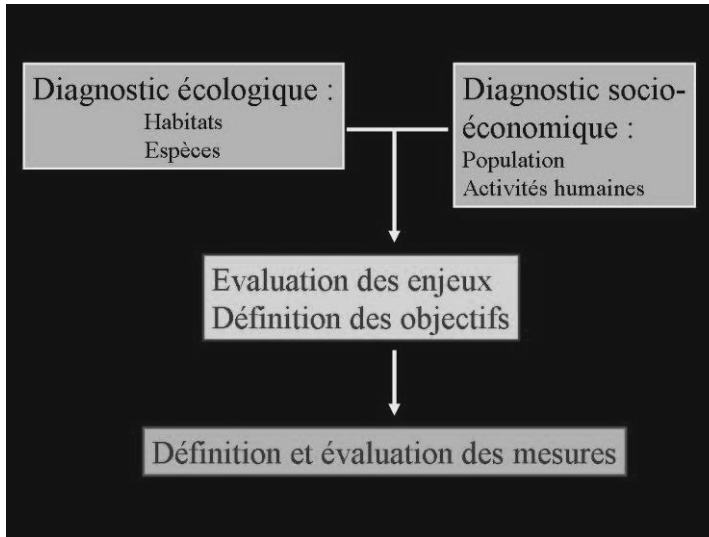 Diagnostic écologique :
Habitats
Espèces
Diagnostic socio-
économique :
Population
Activités humaines
Evaluation des enjeux
Définition des objectifs
Définition et évaluation des mesures